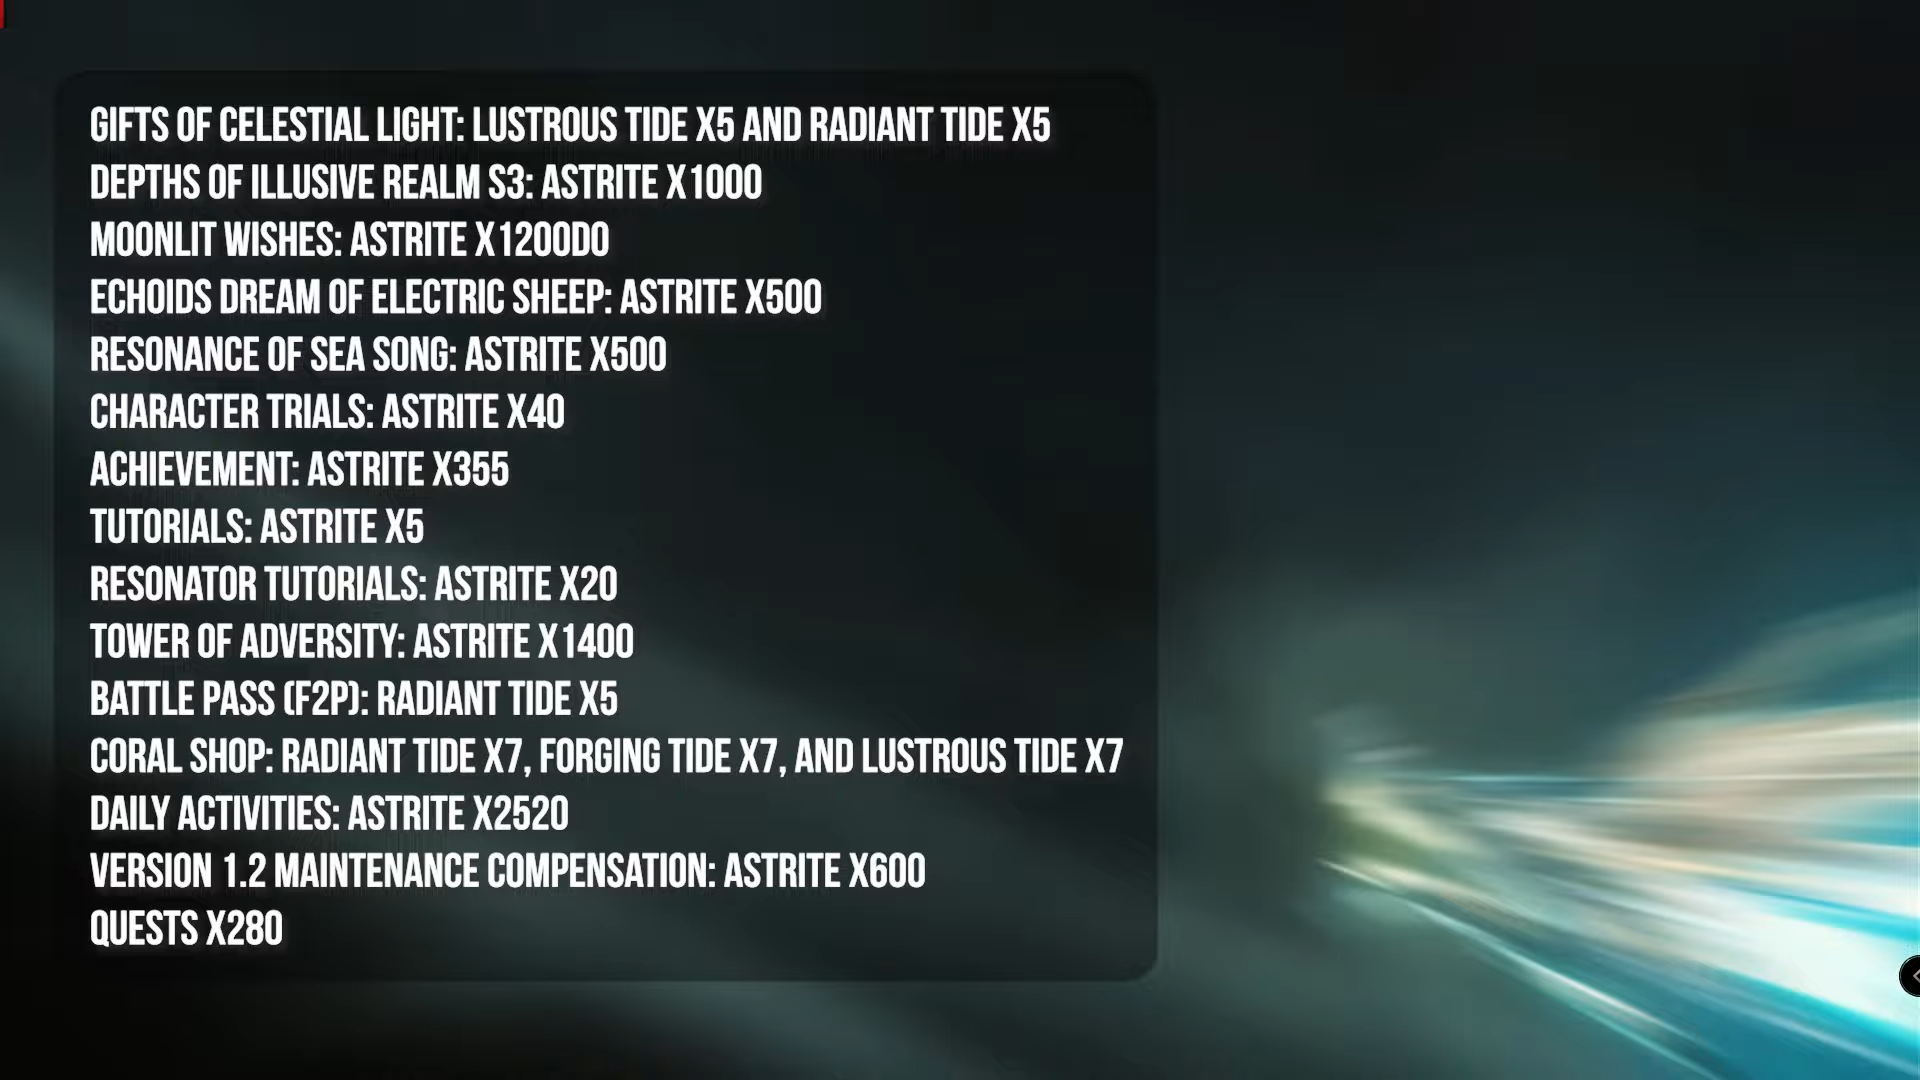 GIFTS OF CELESTIAL LIGHT: LUSTROUS TIDE X5 AND RADIANT TIDE X5
DEPTHS OF ILLUSIVE REALM S3: ASTRITE X1000
MOONLIT WISHES: ASTRITE X1200DO
ECHOIDS DREAM OF ELECTRIC SHEEP: ASTRITE X500
RESONANCE OF SEA SONG: ASTRITE X500
CHARACTER TRIALS: ASTRITE X40
ACHIEVEMENT: ASTRITE X355
TUTORIALS: ASTRITE X5
RESONATOR TUTORIALS: ASTRITE X20
TOWER OF ADVERSITY: ASTRITE X1400
BATTLE PASS (F2P): RADIANT TIDE X5
CORAL SHOP: RADIANT TIDE X7, FORGING TIDE X7, AND LUSTROUS TIDE X7
DAILY ACTIVITIES: ASTRITE X2520
VERSION 1.2 MAINTENANCE COMPENSATION: ASTRITE X600
QUESTS X280